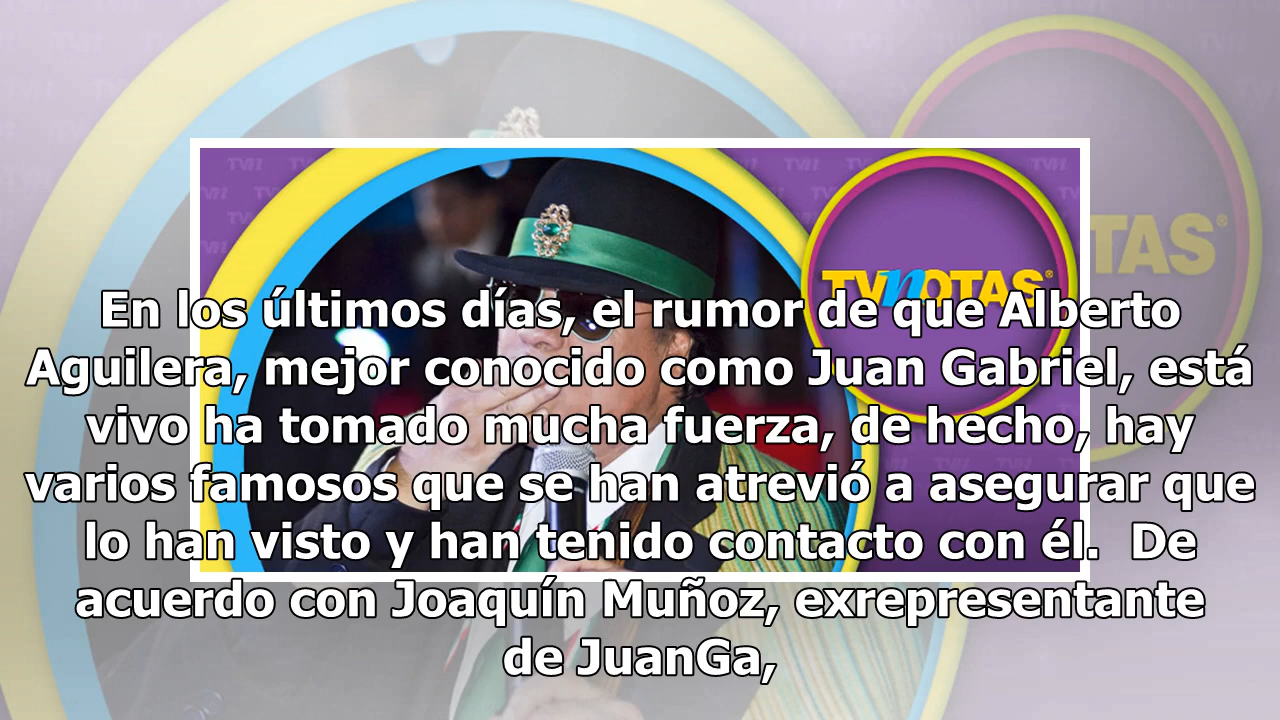 TVNOTAS®
TAS®
En los últimos días, el rumor de que Alberto
Aguilera, mejor conocido como Juan Gabriel, está
vivo ha tomado mucha fuerza, de hecho, hay
varios famosos que se han atrevió a asegurar que
lo han visto y han tenido contacto con él.  De
acuerdo con Joaquín Muñoz, exrepresentante
de JuanGa,